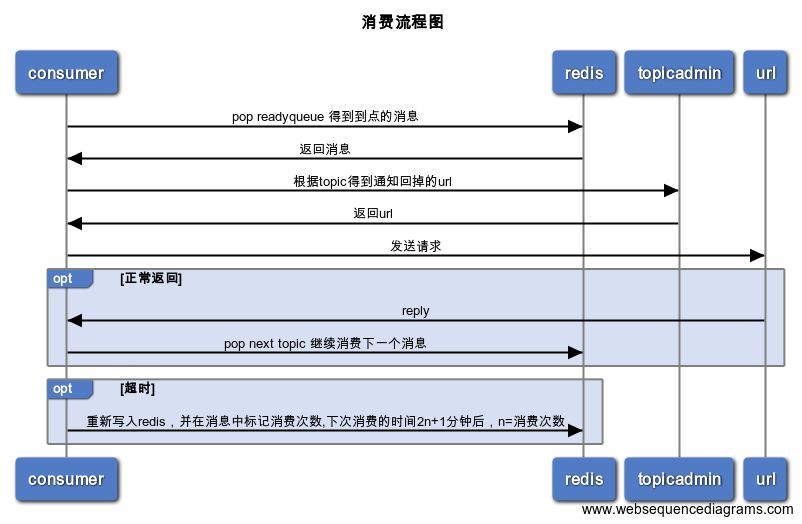 消费流程图
consumer
redis
topicadmin
url
pop readyqueue 得到到点的消息
返回消息
根据topic得到通知回掉的url
返回url
发送请求
opt
[正常返回]
reply
pop next topic 继续消费下一个消息
opt
[超时]
重新写入redis，并在消息中标记消费次数,下次消费的时间2n+1分钟后，n=消费次数
consumer
redis
topicadmin
url
www.websequencediagrams.com